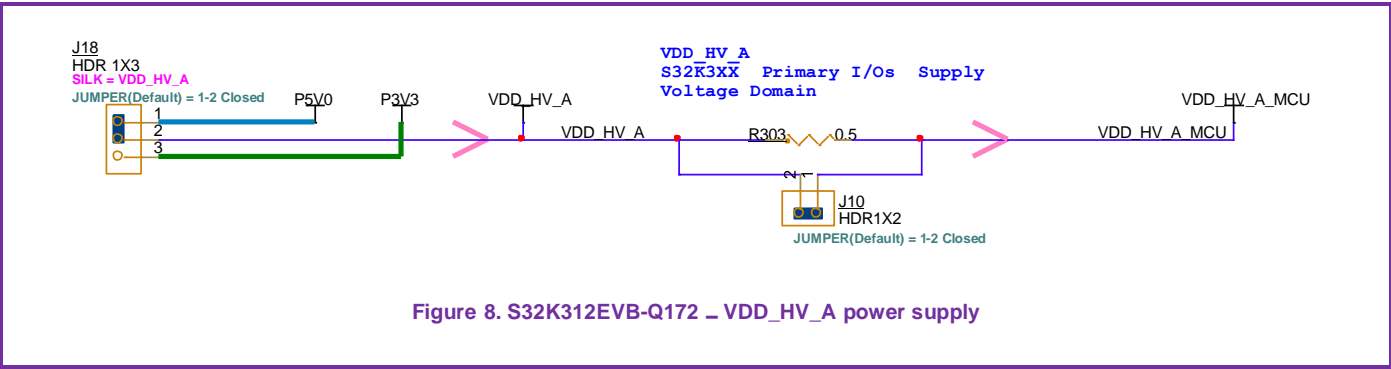 J18
HDR 1X3
SILK = VDD_HV_A
JUMPER(Default) = 1-2 Closed
1
2
3
P5V0
P3V3
VDD_HV_A
VDD_HV_A
VDD_HV_A
S32K3XX Primary I/Os Supply
Voltage Domain
R303
0.5
2
1
J10
HDR1X2
JUMPER(Default) = 1-2 Closed
VDD_HV_A_MCU
VDD_HV_A_MCU
Figure 8. S32K312EVB-Q172 – VDD_HV_A power supply